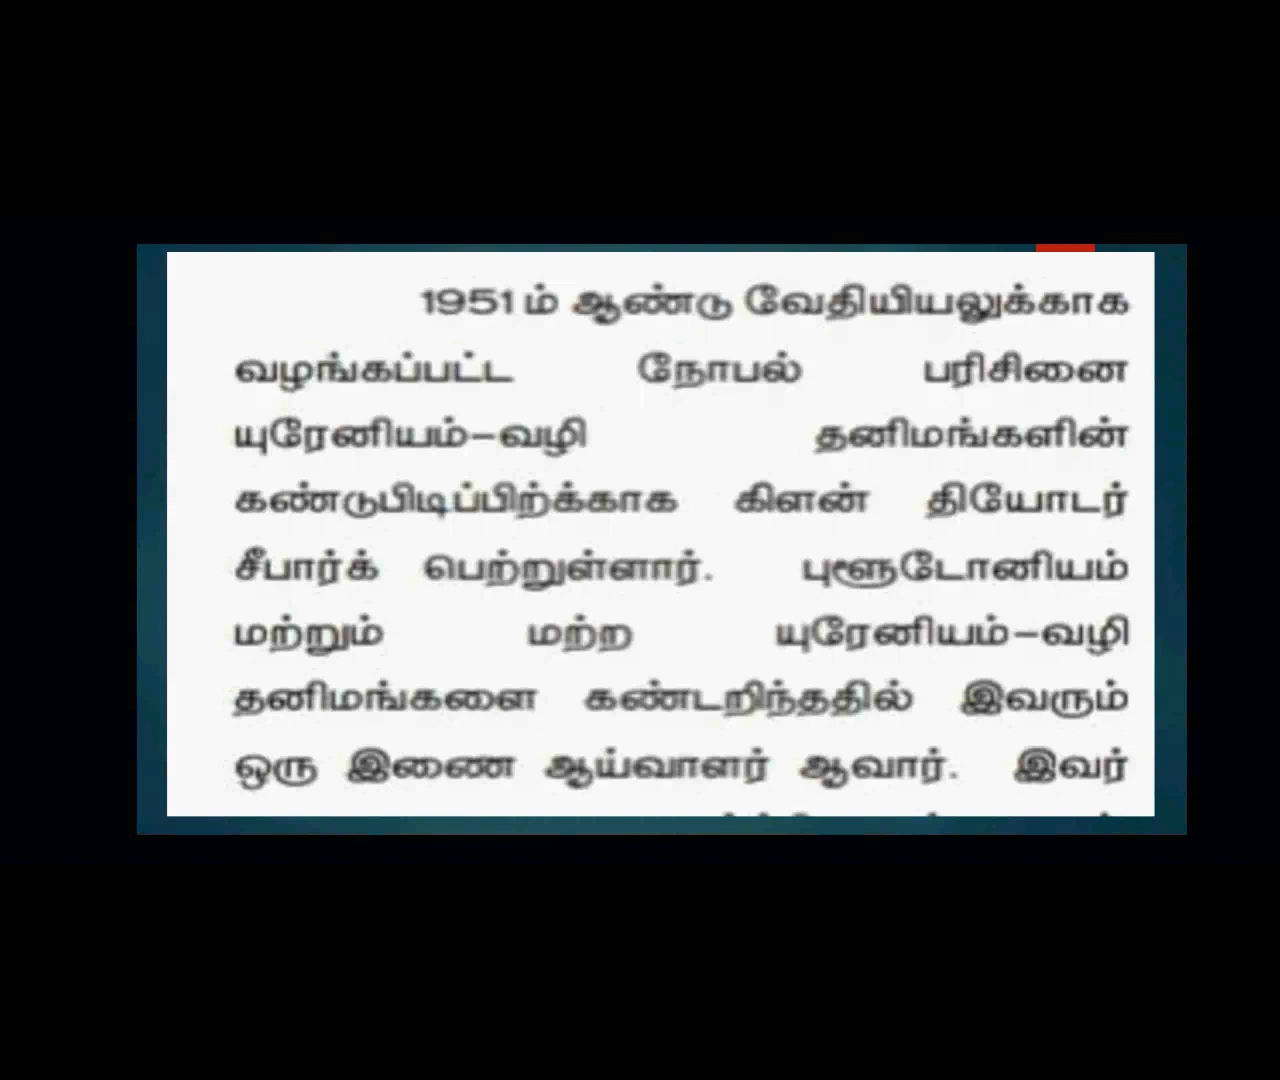 1951 ம் ஆண்டு வேதியியலுக்காக
வழங்கப்பட்ட நோபல் பரிசினை
யுரேனியம்-வழி தனிமங்களின்
கண்டுபிடிப்பிற்க்காக கிளன் தியோடர்
சீபார்க் பெற்றுள்ளார். புளூடோனியம்
மற்றும் மற்ற யுரேனியம்-வழி
தனிமங்களை கண்டறிந்ததில் இவரும்
ஒரு இணை ஆய்வாளர் ஆவார். இவர்